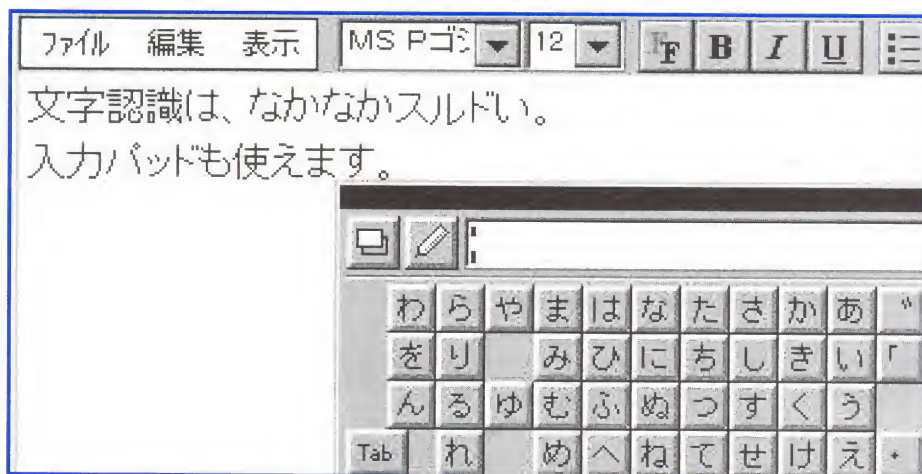 ファイル 編集 表示 MS Pゴシ 12 F B I U
文字認識は、なかなかスルドい。
入力パッドも使えます。
わ ら や ま は な た さ か あ ゛
を り み ひ に ち し き い 「
ん る ゆ む ふ ぬ つ す く う
Tab れ め へ ね て せ け え